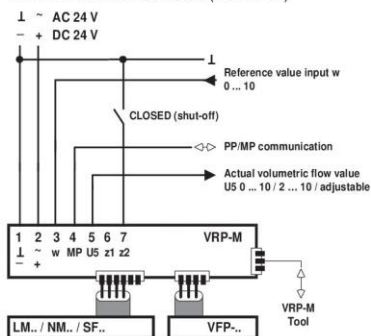 ⊥ ~ AC 24 V
− + DC 24 V
⊥
Reference value input w
0 ... 10
CLOSED (shut-off)
PP/MP communication
Actual volumetric flow value
U5 0 ... 10 / 2 ... 10 / adjustable
1 2 3 4 5 6 7 VRP-M
⊥ ~ w MP U5 z1 z2
− +
VRP-M
Tool
LM.. / NM.. / SF.. VFP-..